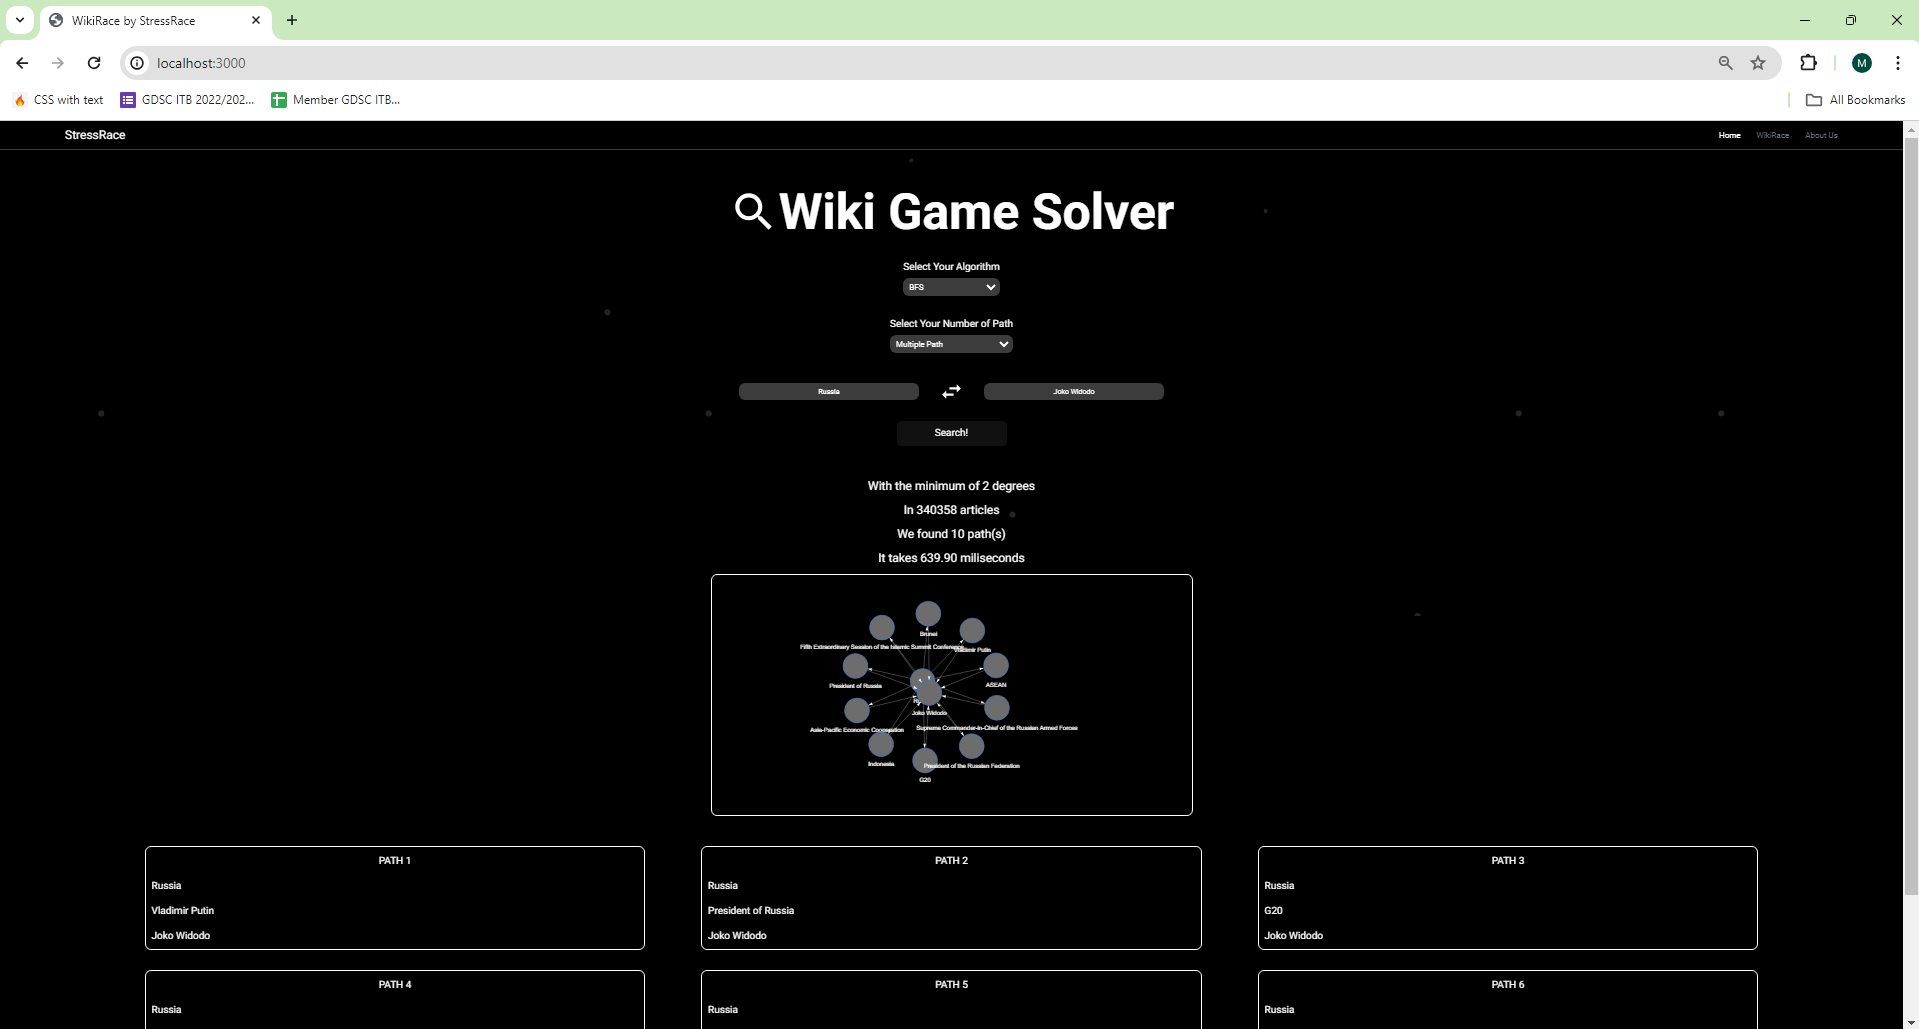 WikiRace by StressRace
localhost:3000
CSS with text
GDSC ITB 2022/202...
Member GDSC ITB...
All Bookmarks
M
StressRace
Home
WikiRace
About Us
Wiki Game Solver
Select Your Algorithm
BFS
Select Your Number of Path
Multiple Path
Russia
Joko Widodo
Search!
With the minimum of 2 degrees
In 340358 articles
We found 10 path(s)
It takes 639.90 miliseconds
Brunei
Fifth Extraordinary Session of the Islamic Summit Conference
Vladimir Putin
President of Russia
ASEAN
Joko Widodo
Asia-Pacific Economic Cooperation
Supreme Commander-in-Chief of the Russian Armed Forces
Indonesia
President of the Russian Federation
G20
PATH 1
Russia
Vladimir Putin
Joko Widodo
PATH 2
Russia
President of Russia
Joko Widodo
PATH 3
Russia
G20
Joko Widodo
PATH 4
Russia
PATH 5
Russia
PATH 6
Russia